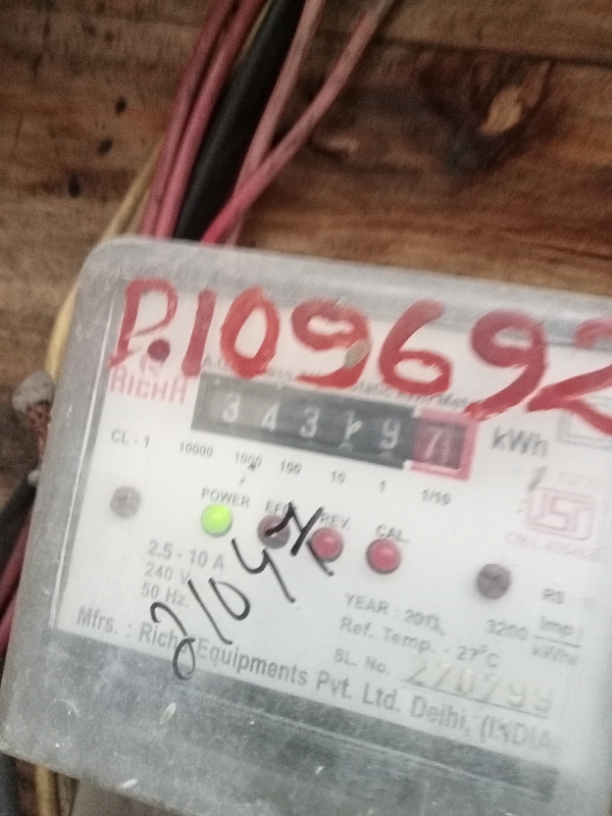 P.109692
RICHA
3 4 3 9 7 kWh
CL-1 10000 1000 100 10 1 1/10
POWER REV. CAL.
2.5 - 10 A
240 V
50 Hz.
2104
YEAR : 2013
3200 Imp/kWh
Ref. Temp. - 27°C
SL. No. 270799
Mfrs. : Richa Equipments Pvt. Ltd. Delhi, (INDIA